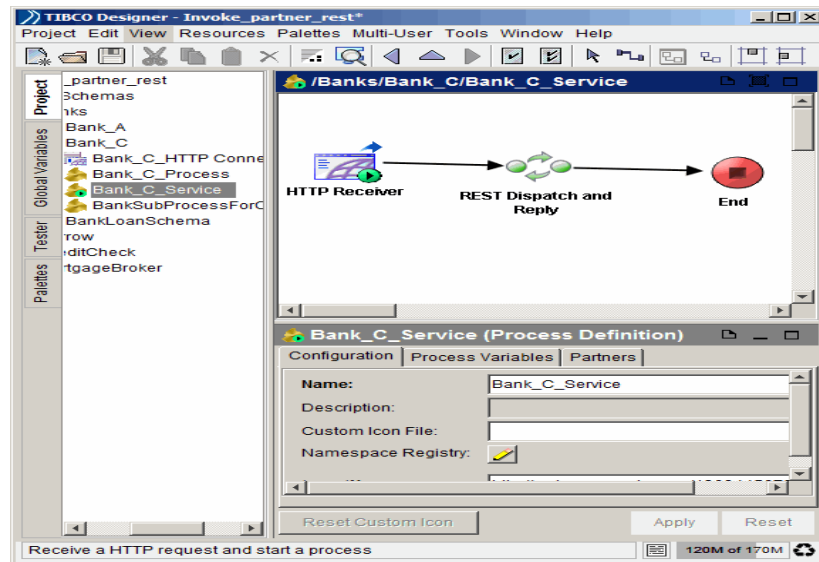 TIBCO Designer - Invoke_partner_rest*
Project Edit View Resources Palettes Multi-User Tools Window Help
Project
Global Variables
Tester
Palettes
_partner_rest
Schemas
nks
Bank_A
Bank_C
Bank_C_HTTP Conne
Bank_C_Process
Bank_C_Service
BankSubProcessForC
BankLoanSchema
row
ditCheck
rtgageBroker
/Banks/Bank_C/Bank_C_Service
HTTP Receiver
REST Dispatch and
Reply
End
Bank_C_Service (Process Definition)
Configuration Process Variables Partners
Name: Bank_C_Service
Description:
Custom Icon File:
Namespace Registry:
Reset Custom Icon Apply Reset
Receive a HTTP request and start a process 120M of 170M